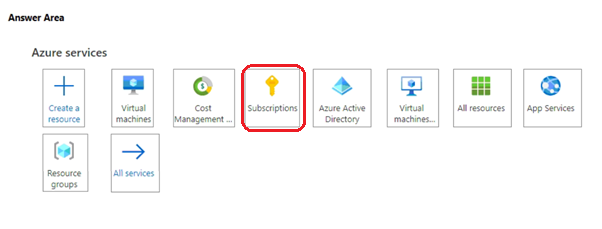 Answer Area
Azure services
Create a
resource
Virtual
machines
Cost
Management ...
Subscriptions
Azure Active
Directory
Virtual
machines...
All resources
App Services
Resource
groups
All services